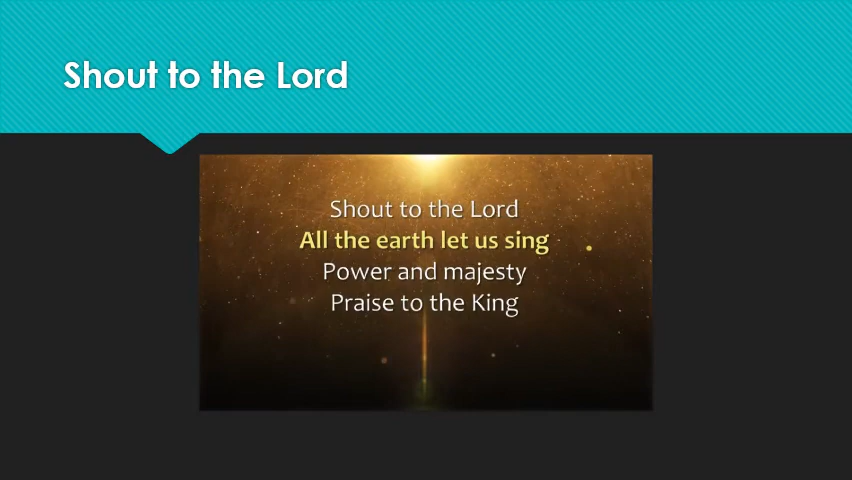 Shout to the Lord
Shout to the Lord
All the earth let us sing
Power and majesty
Praise to the King